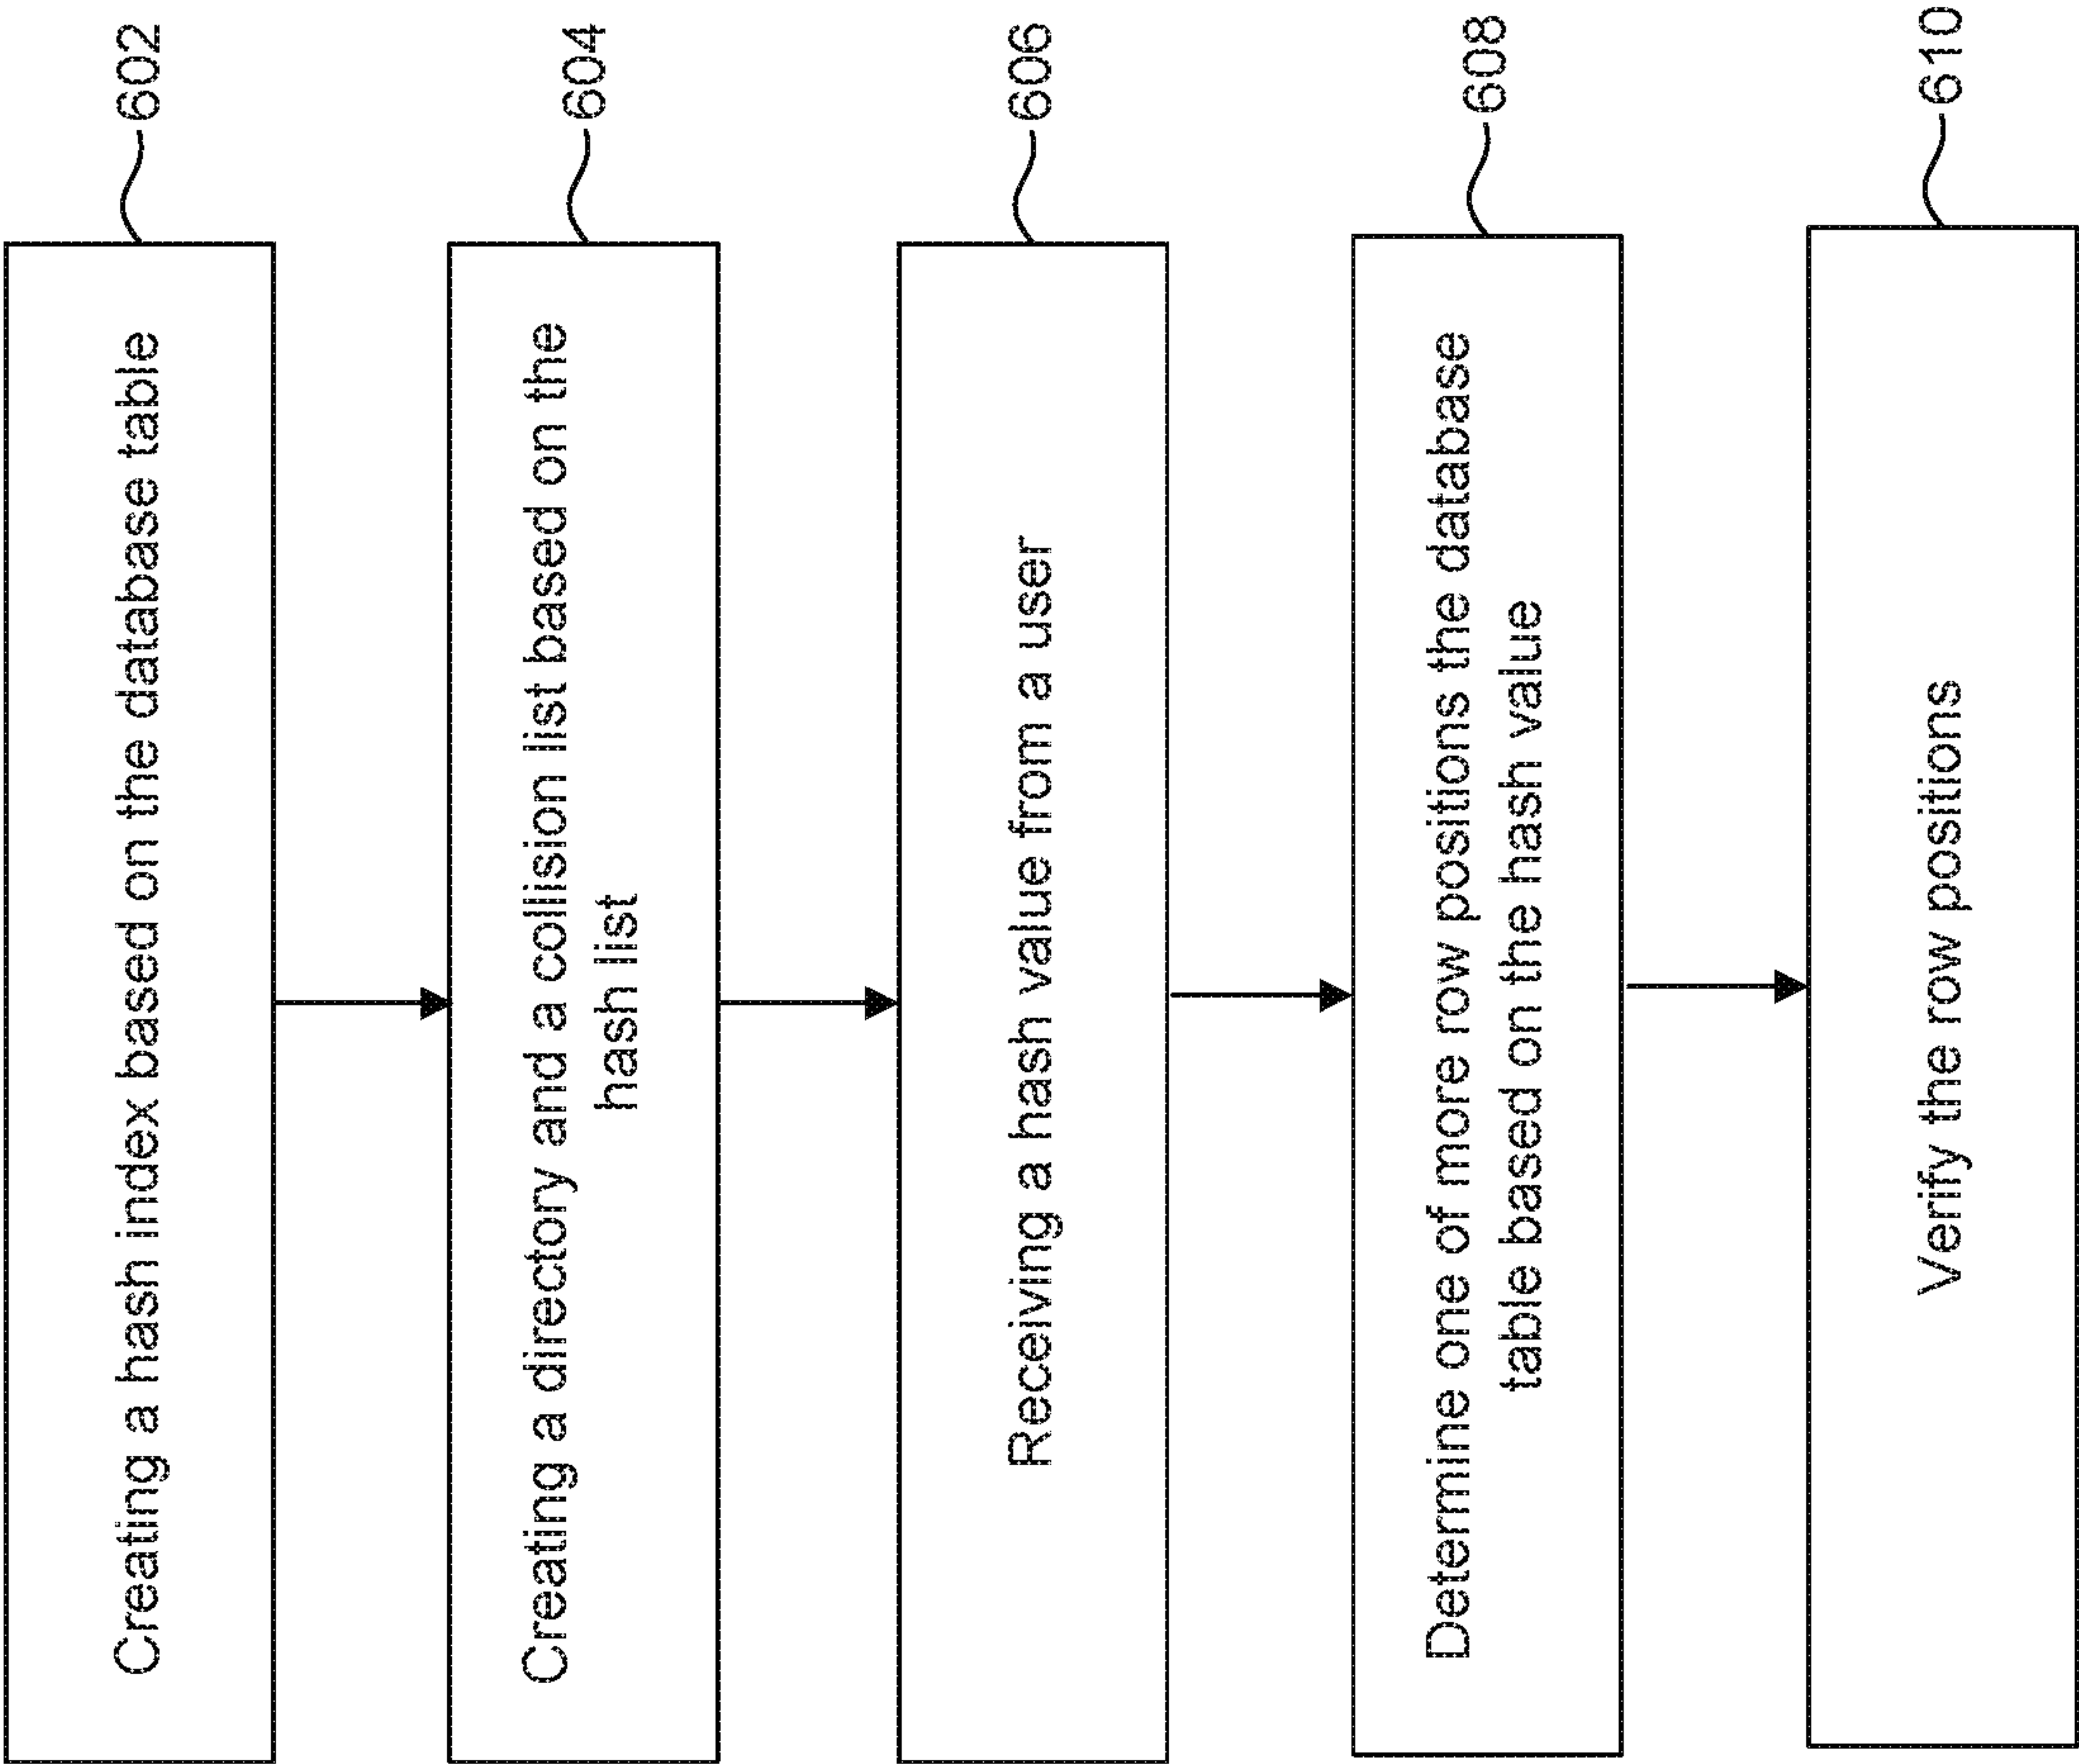 Creating a hash index based on the database table
602
Creating a directory and a collision list based on the
hash list
604
Receiving a hash value from a user
606
Determine one of more row positions the database
table based on the hash value
608
Verify the row positions
610